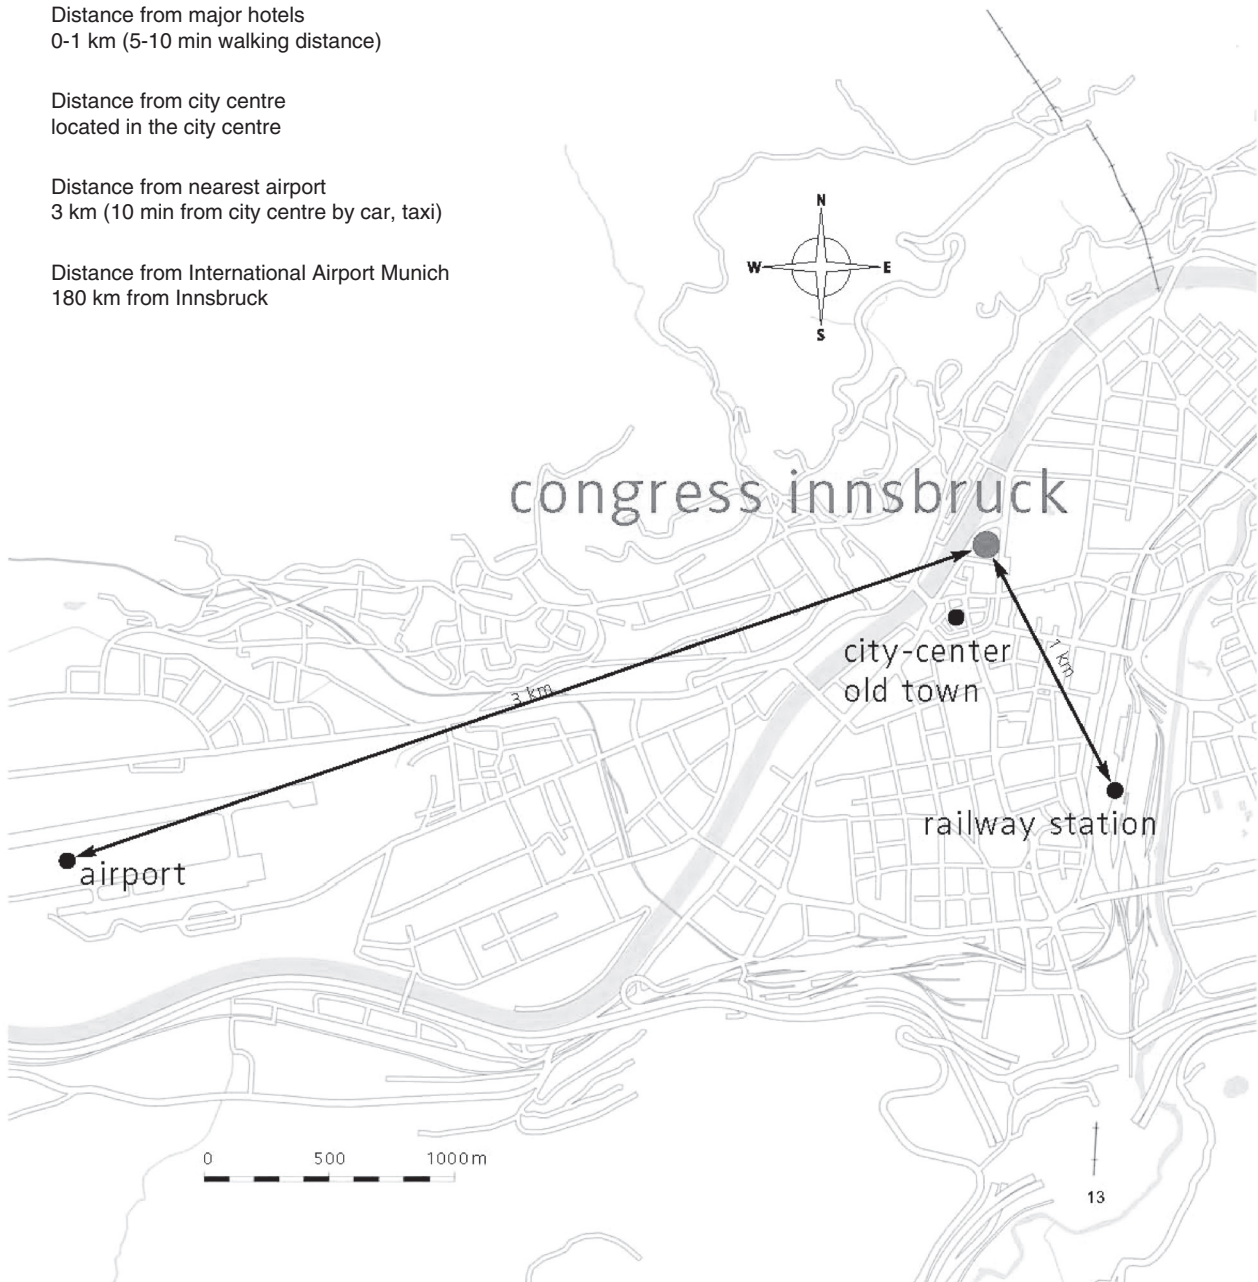 Distance from major hotels
0-1 km (5-10 min walking distance)
Distance from city centre
located in the city centre
Distance from nearest airport
3 km (10 min from city centre by car, taxi)
Distance from International Airport Munich
180 km from Innsbruck
N
W E
S
congress innsbruck
city-center
old town
1 km
3 km
railway station
airport
0 500 1000m
13